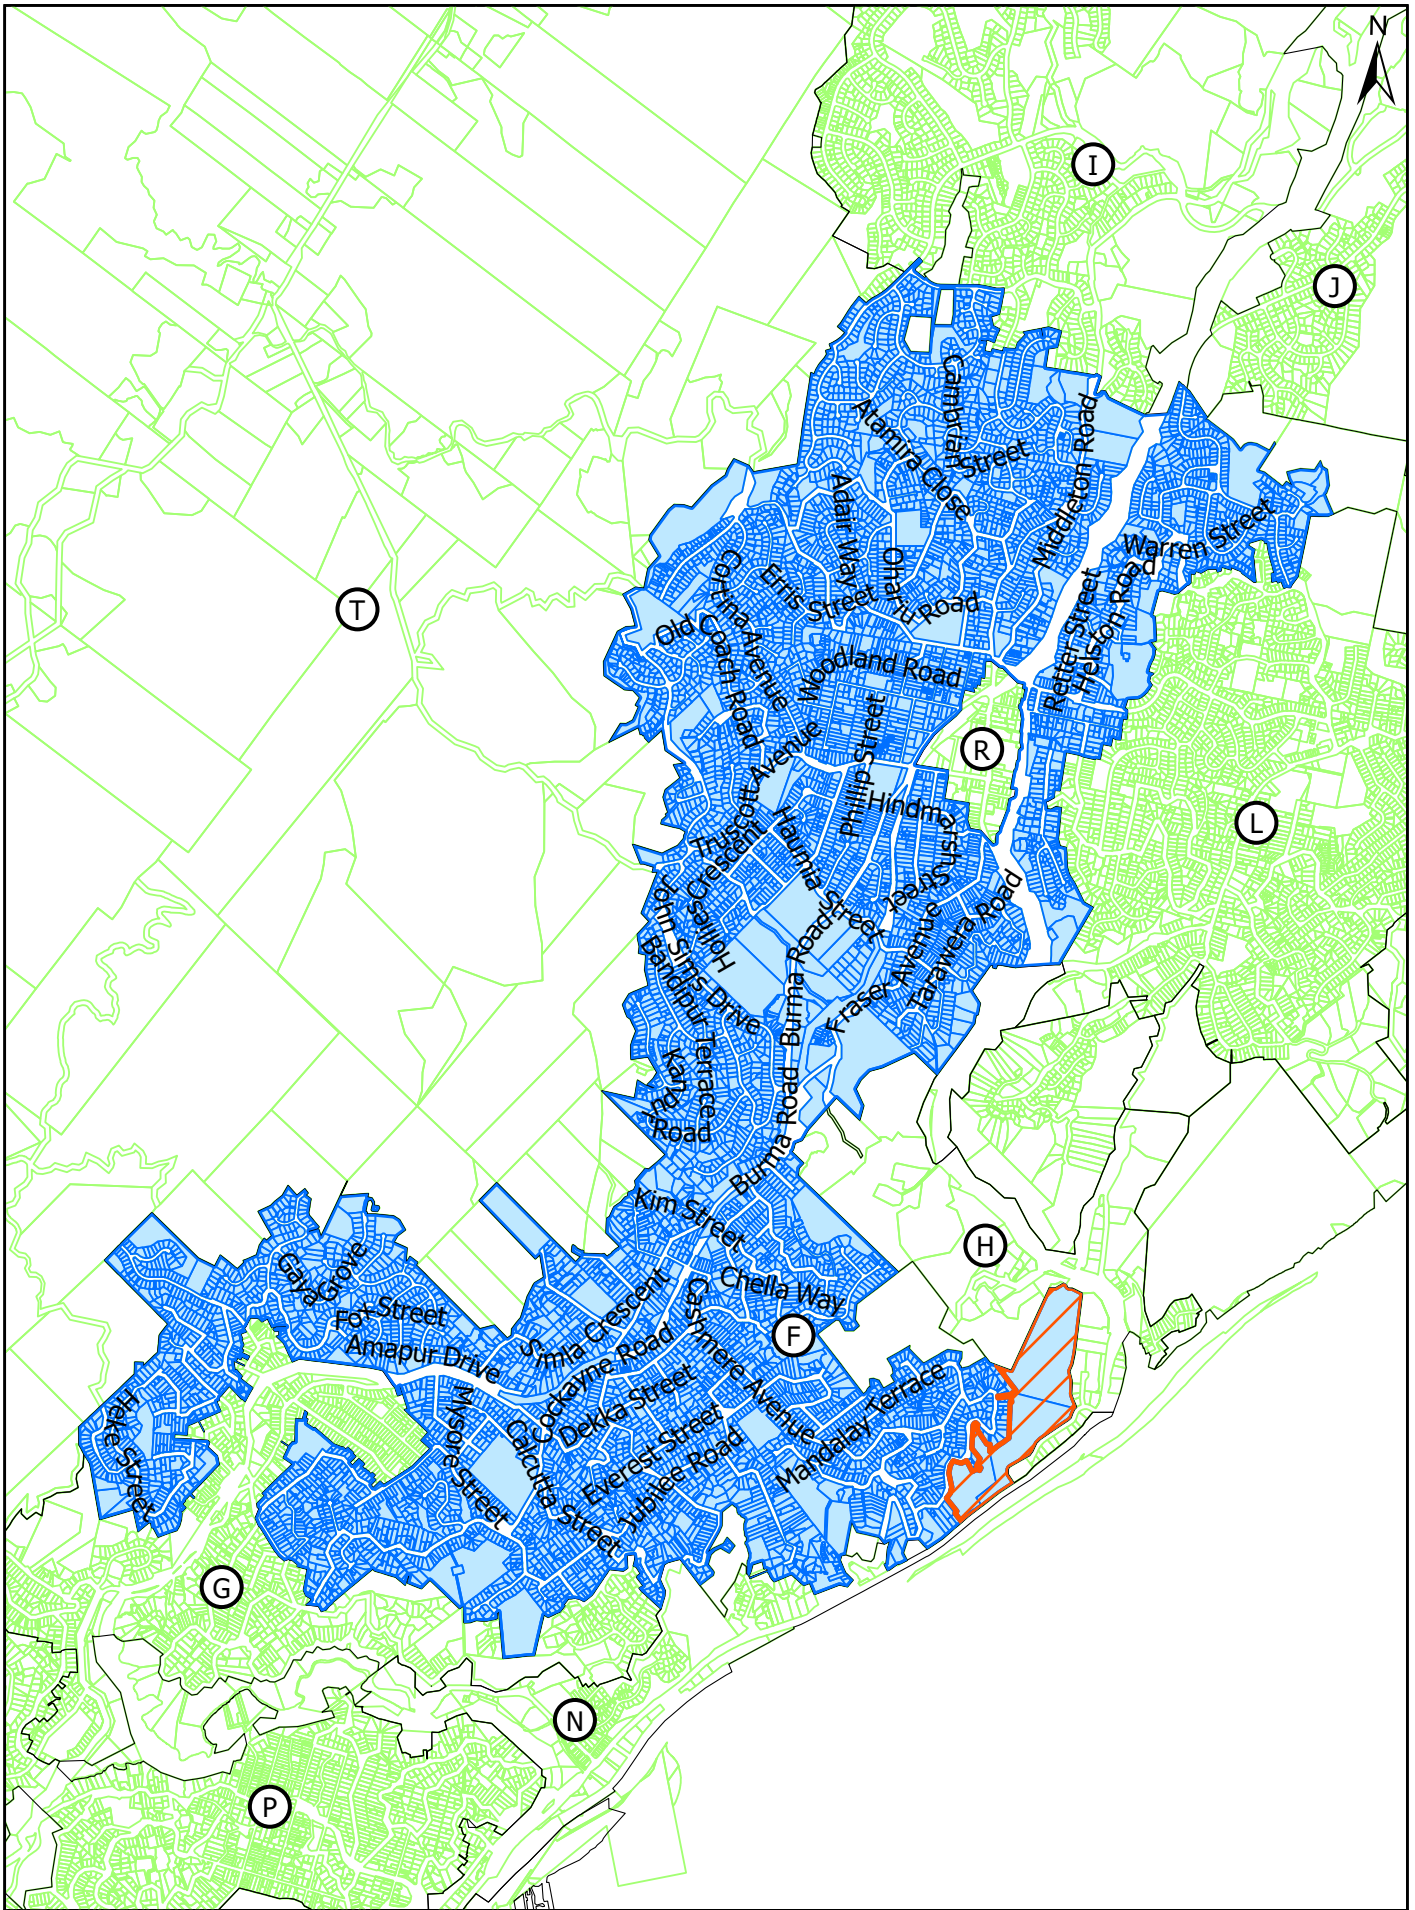 N
I
J
Cambrian
Street
Atamira Close
Middleton Road
Adair Way
Warren Street
Helston Road
Retter Street
Ohariu
Road
Erris Street
Cortina Avenue
Old Coach Road
T
Woodland Road
Phillip Street
R
Truscott Avenue
Hindmarsh
Street
L
Haumia Street
Hollies Crescent
John Sims Drive
Bandipur Terrace
Burma Road
Fraser Avenue
Tarawera Road
Kanpur
Road
Burma Road
Burma Road
Kim Street
H
Gaya Grove
Chella Way
Fox Street
F
Amapur Drive
Simla Crescent
Cockayne Road
Cashmere Avenue
Dekka Street
Mandalay Terrace
Heke Street
Mysore Street
Calcutta Street
Everest Street
Jubilee Road
G
N
P